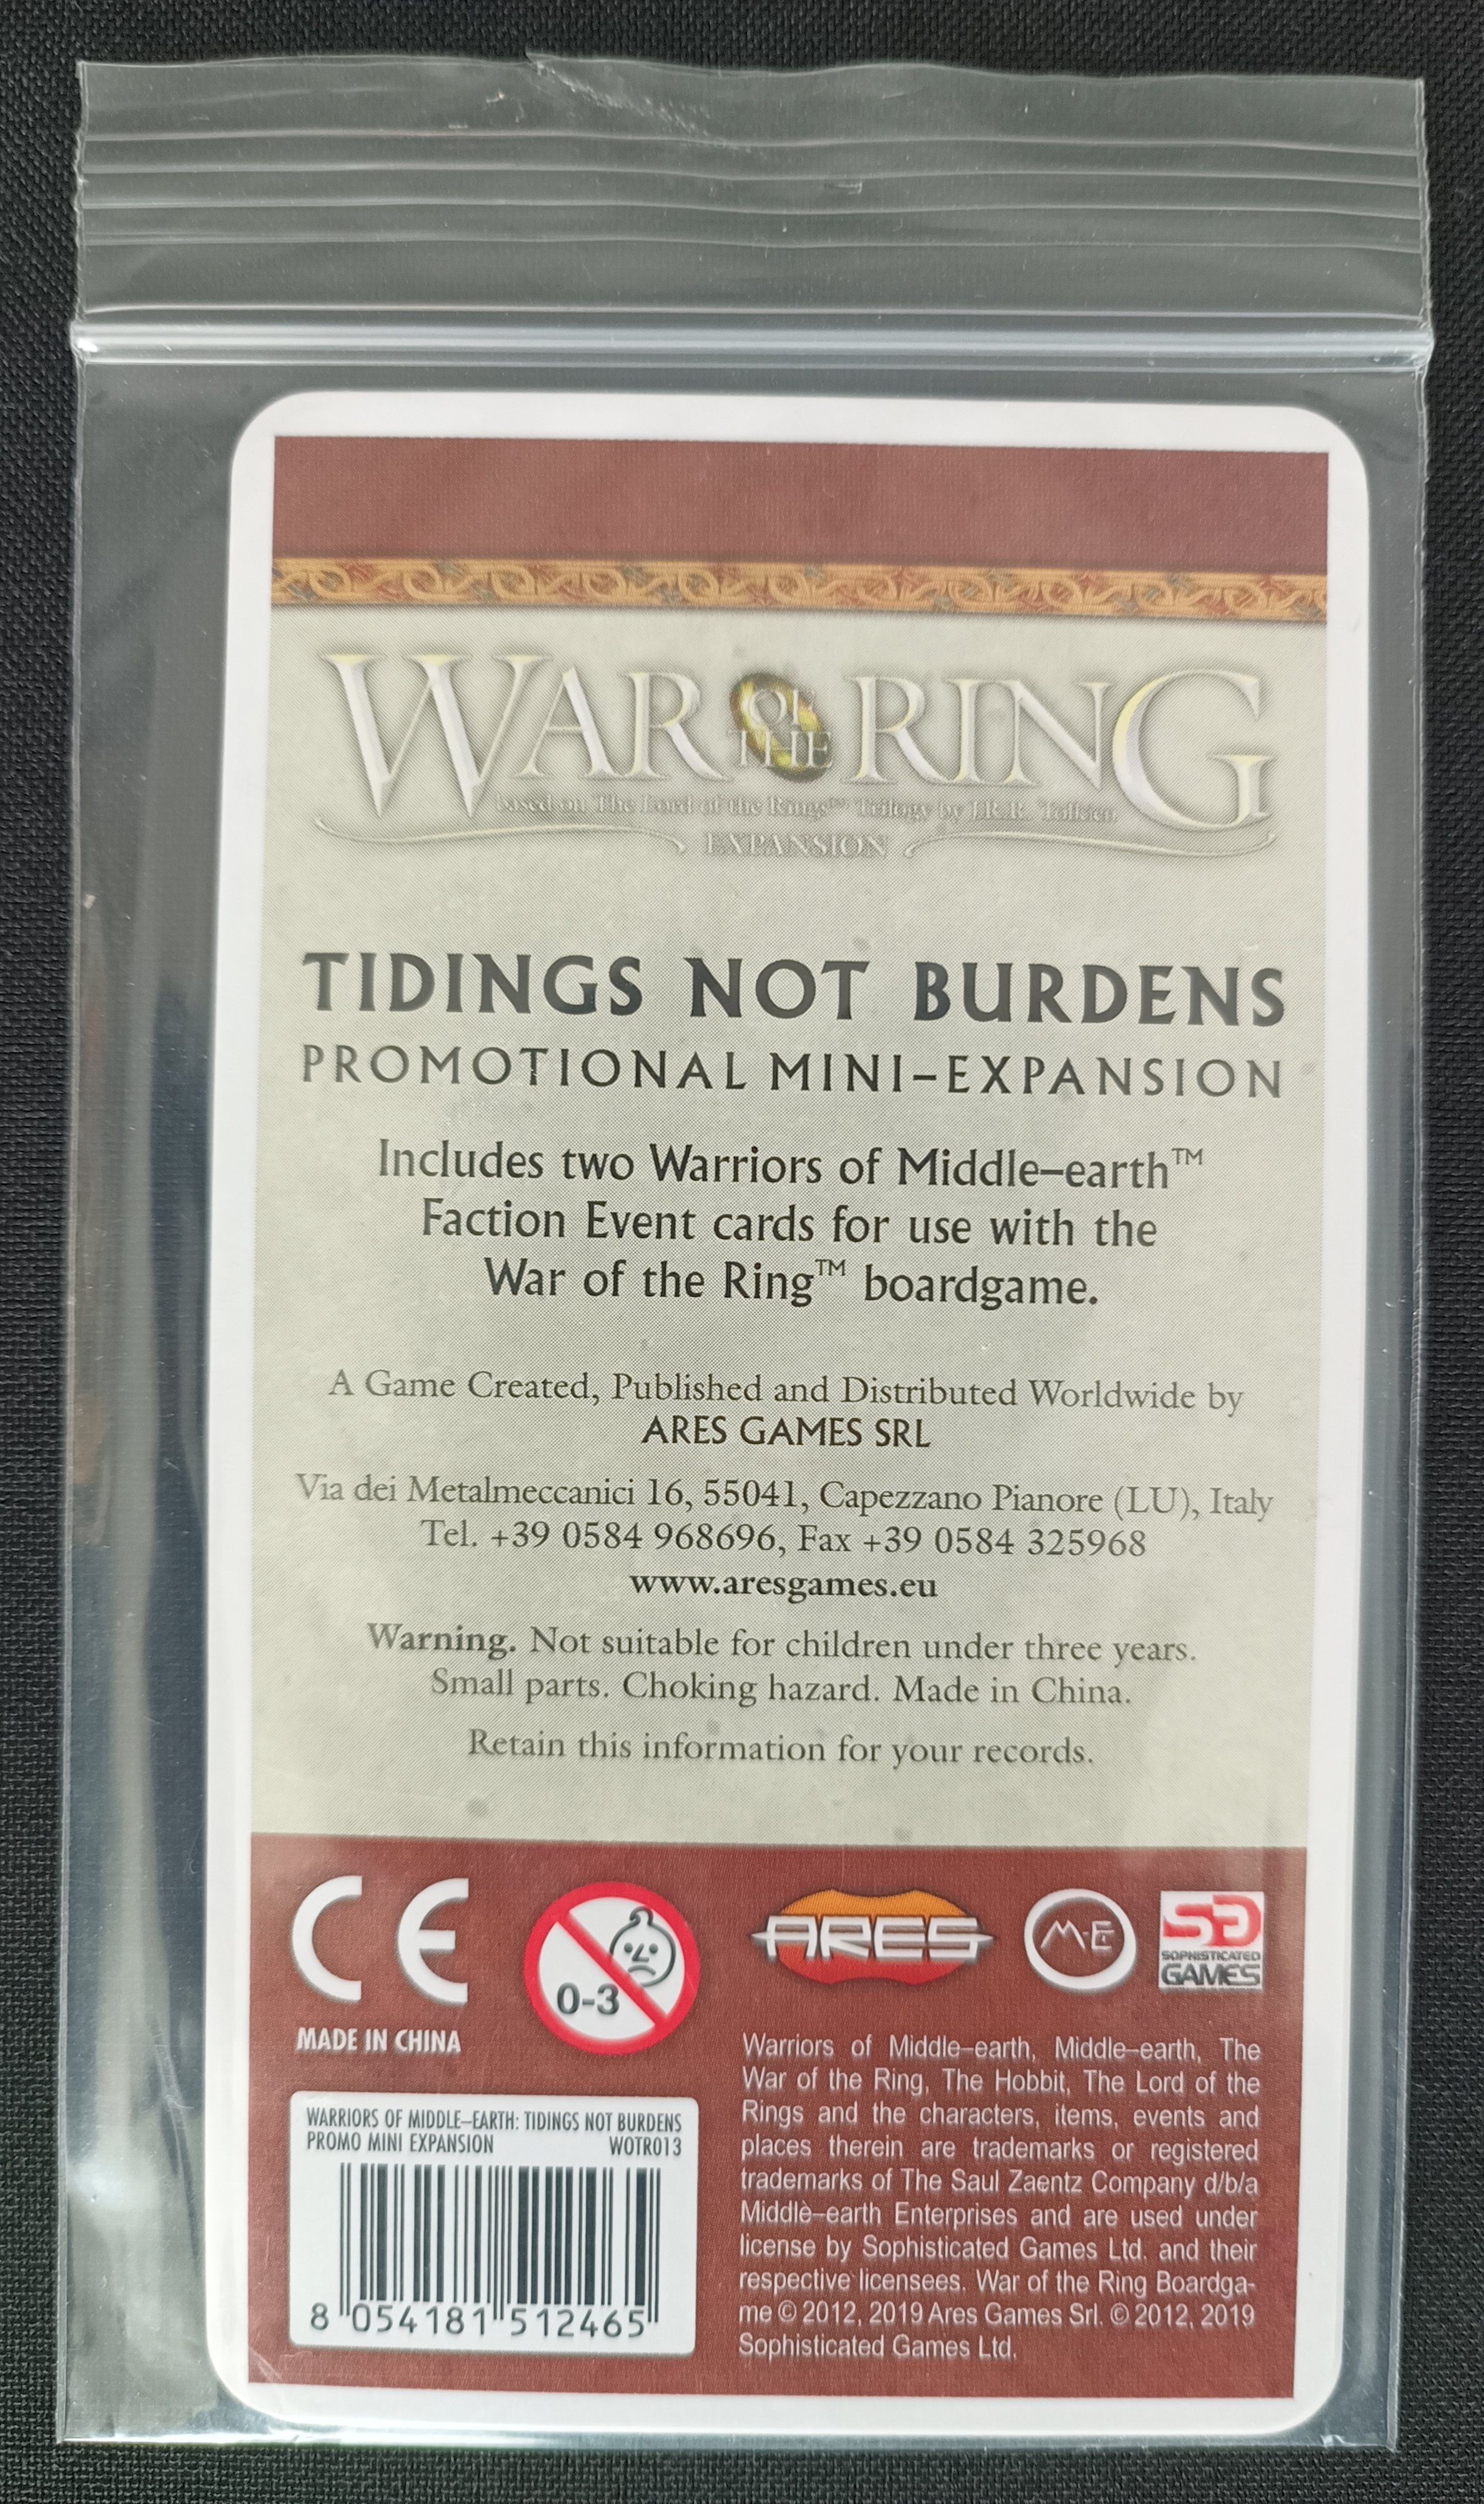 WAR OF THE RING
based on The Lord of the Rings™ Trilogy by J.R.R. Tolkien
EXPANSION
TIDINGS NOT BURDENS
PROMOTIONAL MINI–EXPANSION
Includes two Warriors of Middle–earth™
Faction Event cards for use with the
War of the Ring™ boardgame.
A Game Created, Published and Distributed Worldwide by
ARES GAMES SRL
Via dei Metalmeccanici 16, 55041, Capezzano Pianore (LU), Italy
Tel. +39 0584 968696, Fax +39 0584 325968
www.aresgames.eu
Warning. Not suitable for children under three years.
Small parts. Choking hazard. Made in China.
Retain this information for your records.
CE
0-3
MADE IN CHINA
WARRIORS OF MIDDLE–EARTH: TIDINGS NOT BURDENS
PROMO MINI EXPANSION WOTR013
8 054181 512465
ARES
M-E
SG
SOPHISTICATED
GAMES
Warriors of Middle–earth, Middle–earth, The
War of the Ring, The Hobbit, The Lord of the
Rings and the characters, items, events and
places therein are trademarks or registered
trademarks of The Saul Zaentz Company d/b/a
Middle–earth Enterprises and are used under
license by Sophisticated Games Ltd. and their
respective licensees. War of the Ring Boardga-
me © 2012, 2019 Ares Games Srl. © 2012, 2019
Sophisticated Games Ltd.